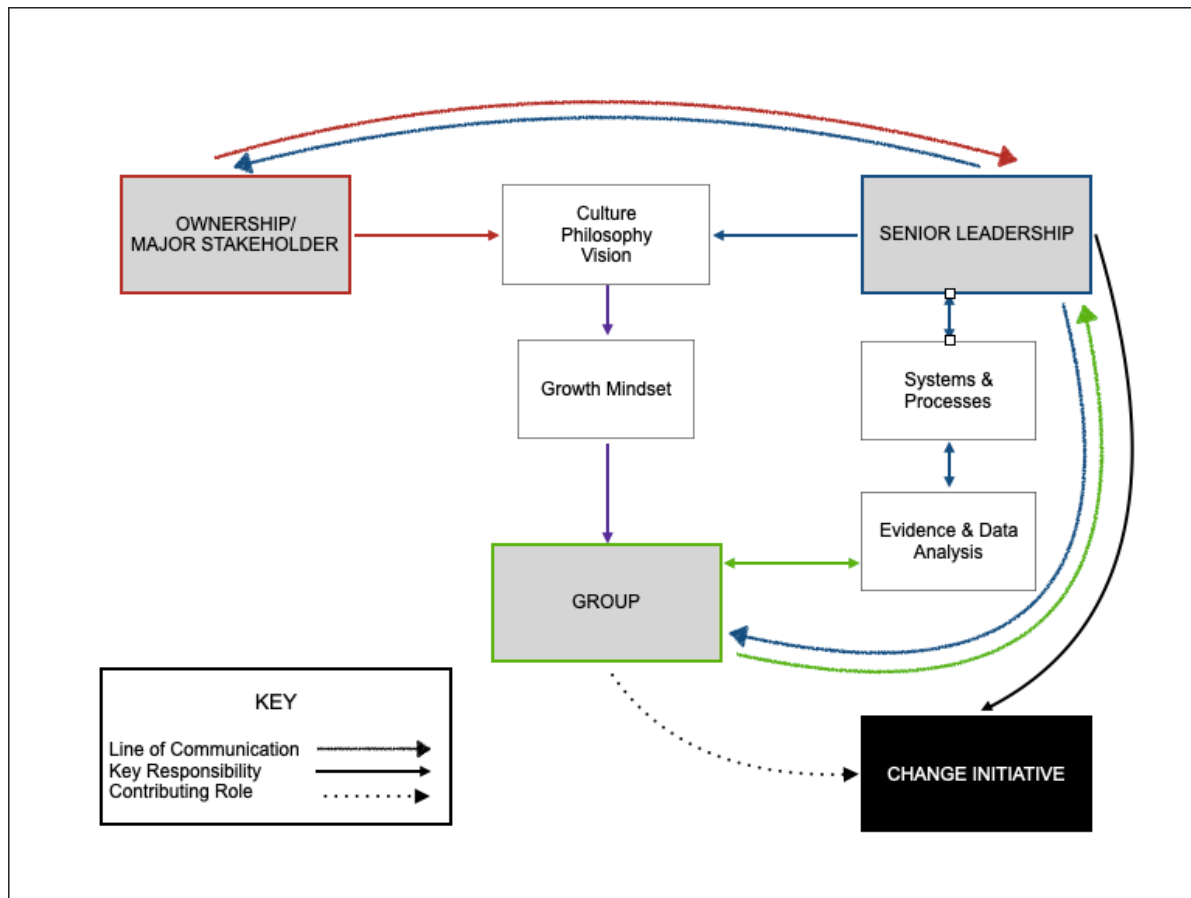 OWNERSHIP/
MAJOR STAKEHOLDER
Culture
Philosophy
Vision
SENIOR LEADERSHIP
Growth Mindset
Systems &
Processes
Evidence & Data
Analysis
GROUP
KEY
Line of Communication
Key Responsibility
Contributing Role
CHANGE INITIATIVE